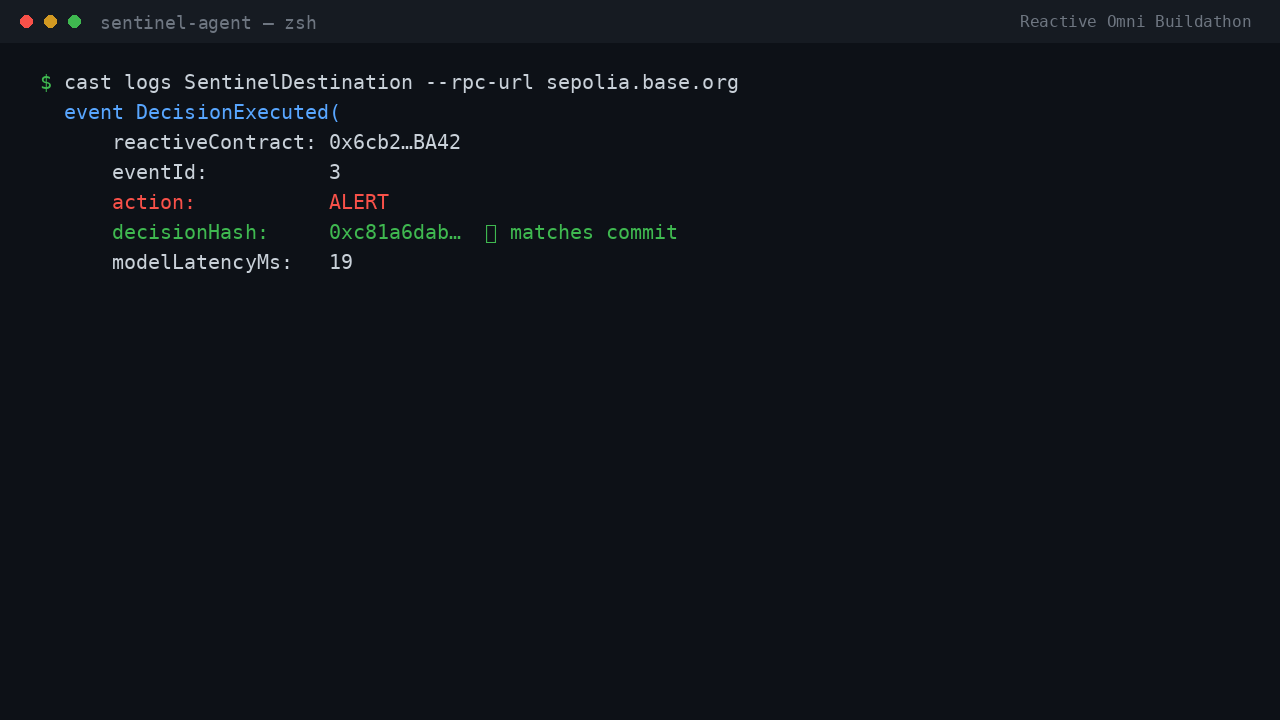 sentinel-agent — zsh
Reactive Omni Buildathon
$ cast logs SentinelDestination --rpc-url sepolia.base.org
event DecisionExecuted(
reactiveContract: 0x6cb2…BA42
eventId: 3
action: ALERT
decisionHash: 0xc81a6dab… matches commit
modelLatencyMs: 19